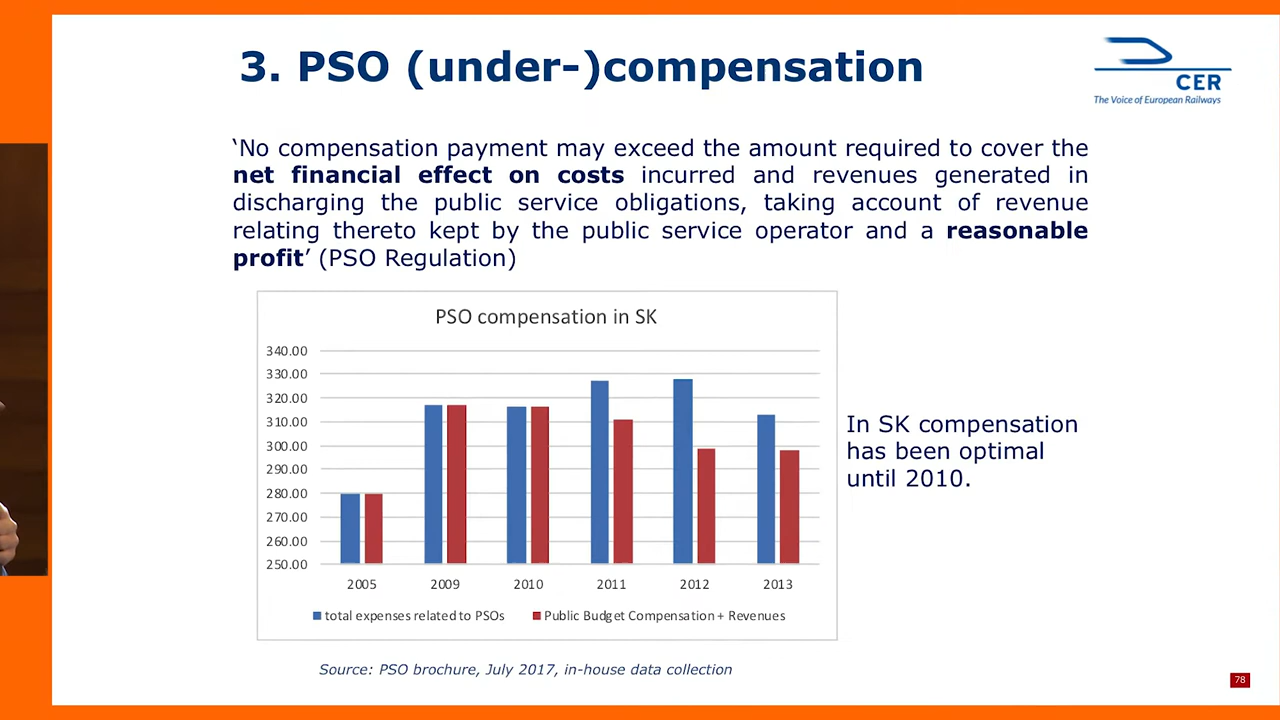 3. PSO (under-)compensation
CER
The Voice of European Railways
‘No compensation payment may exceed the amount required to cover the
net financial effect on costs incurred and revenues generated in
discharging the public service obligations, taking account of revenue
relating thereto kept by the public service operator and a reasonable
profit’ (PSO Regulation)
PSO compensation in SK
340.00
330.00
320.00
310.00
300.00
290.00
280.00
270.00
260.00
250.00
2005 2009 2010 2011 2012 2013
total expenses related to PSOs Public Budget Compensation + Revenues
In SK compensation
has been optimal
until 2010.
Source: PSO brochure, July 2017, in-house data collection
78